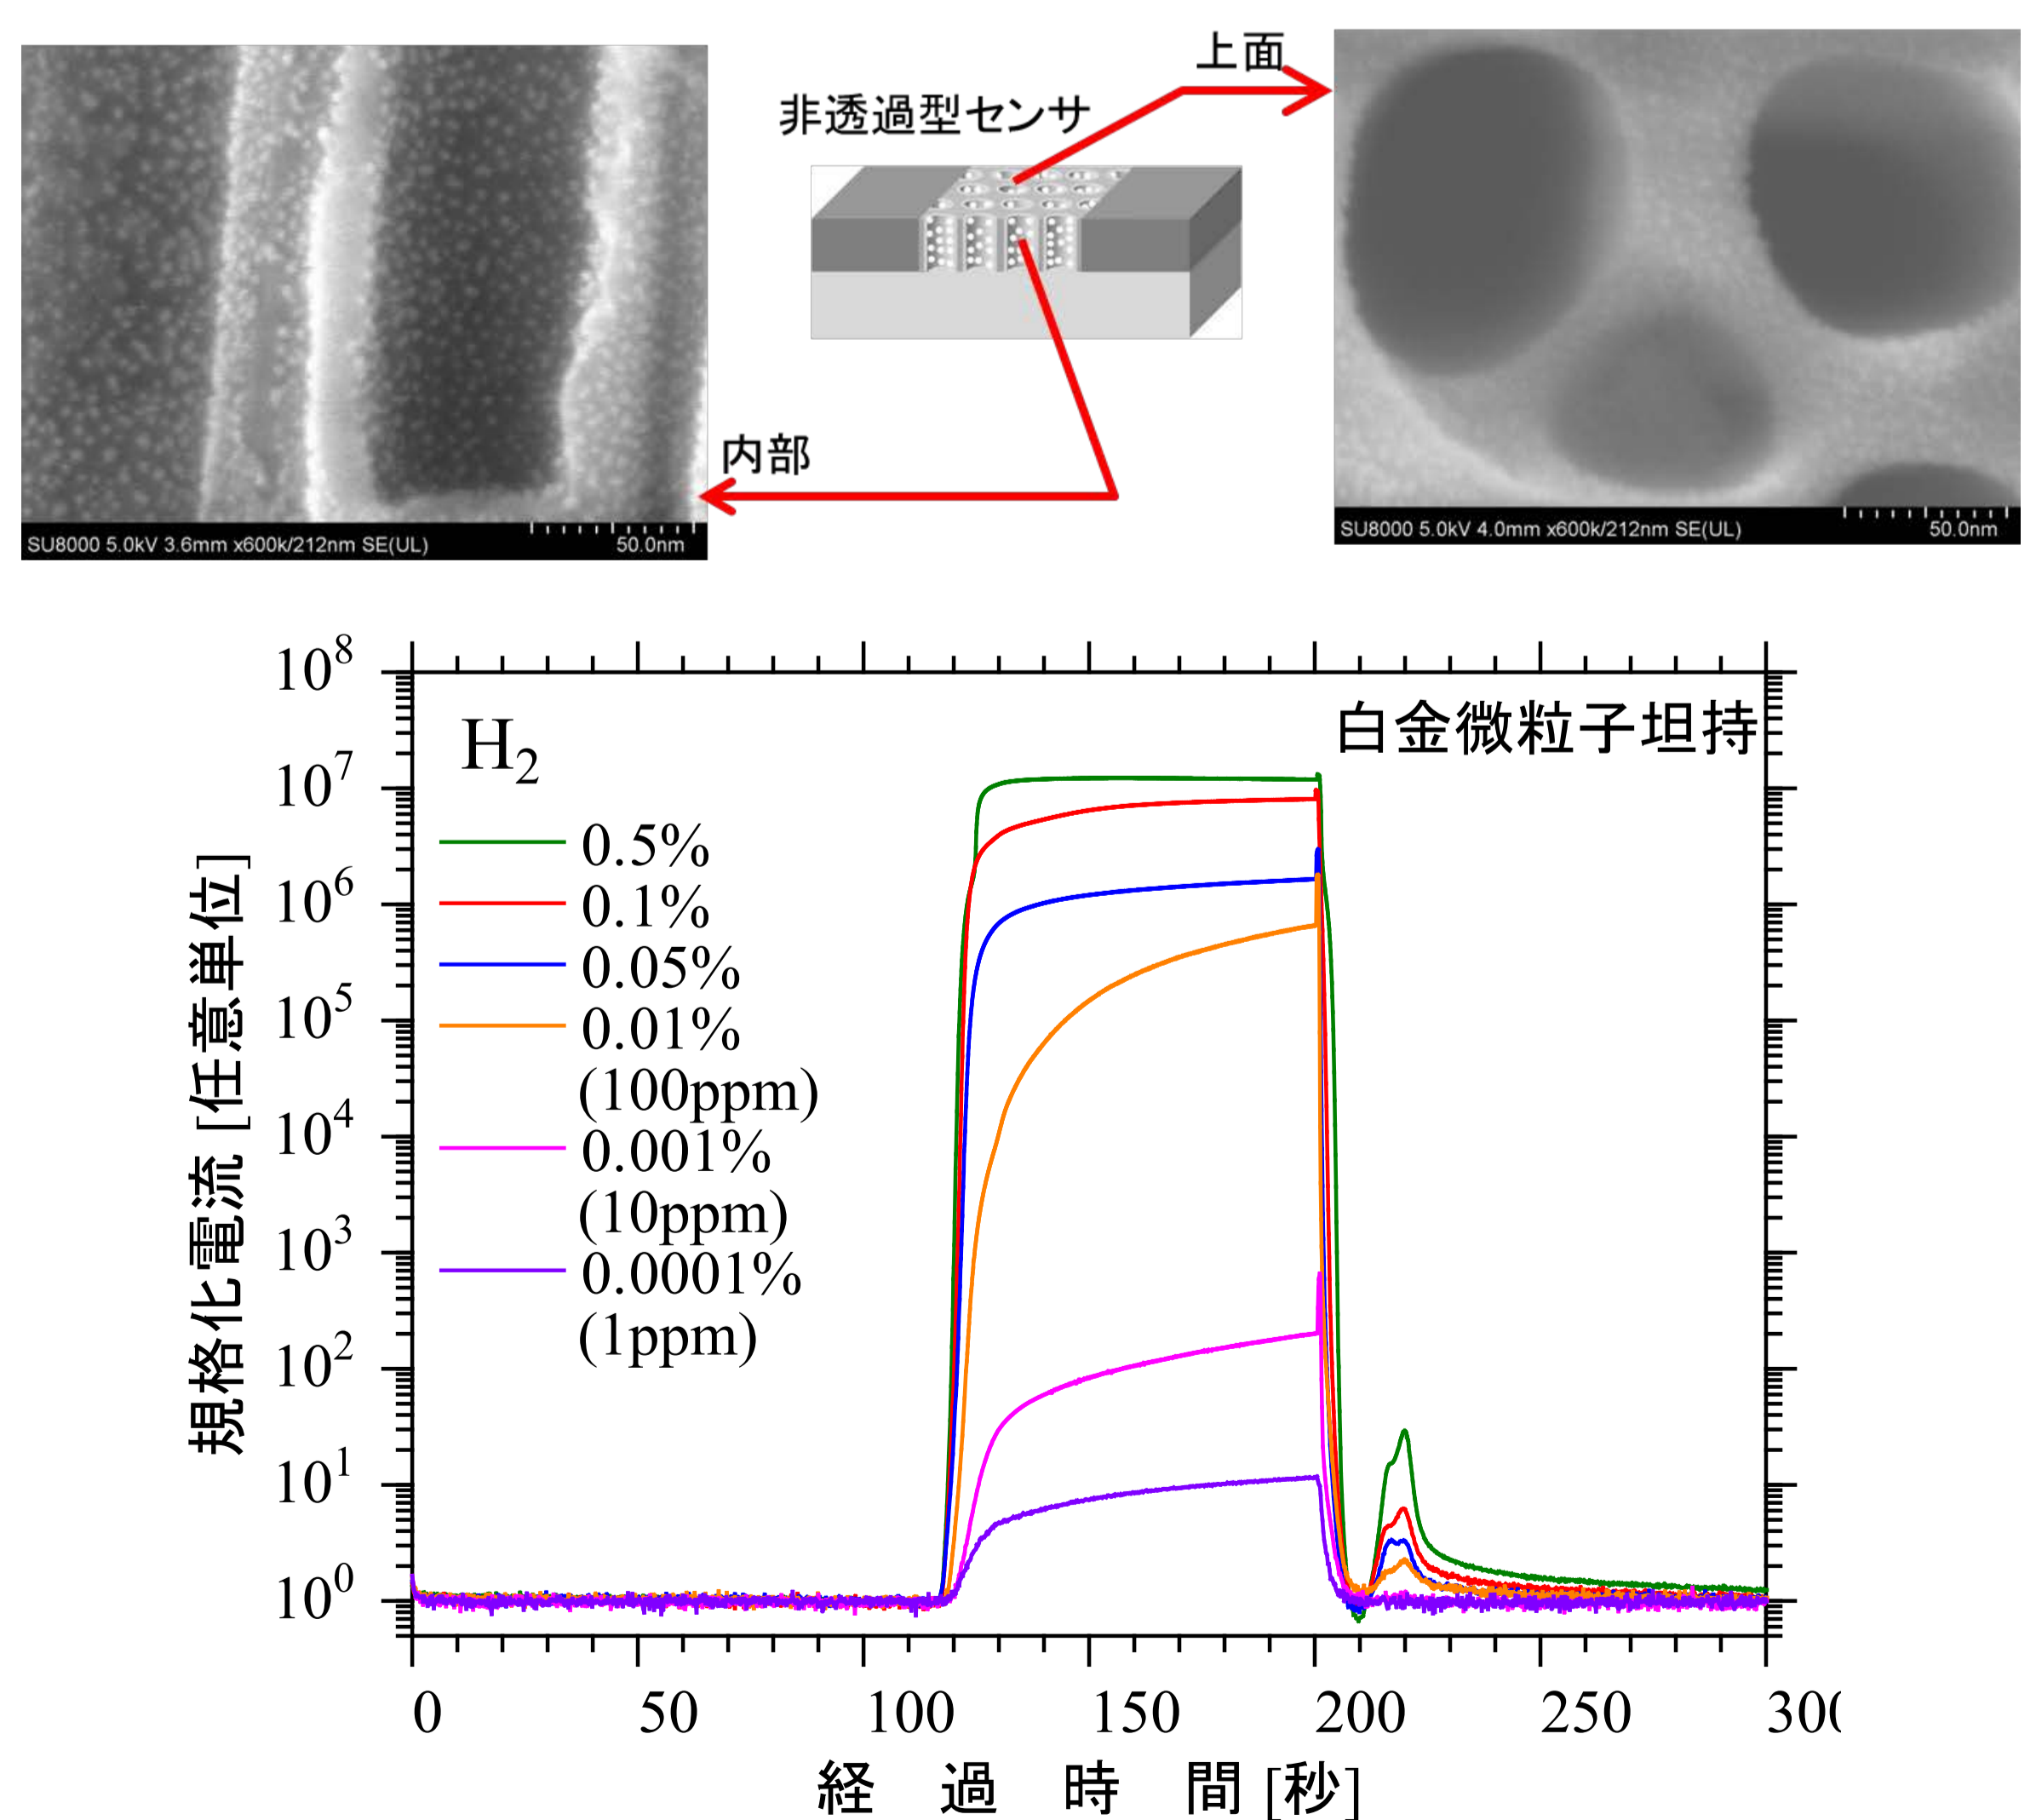 上面
非透過型センサ
内部
SU8000 5.0kV 3.6mm x600k/212nm SE(UL)
50.0nm
SU8000 5.0kV 4.0mm x600k/212nm SE(UL)
50.0nm
10⁸
10⁷
10⁶
10⁵
10⁴
10³
10²
10¹
10⁰
規格化電流 [任意単位]
H₂
白金微粒子坦持
0.5%
0.1%
0.05%
0.01%
(100ppm)
0.001%
(10ppm)
0.0001%
(1ppm)
0 50 100 150 200 250 300
経過時間 [秒]